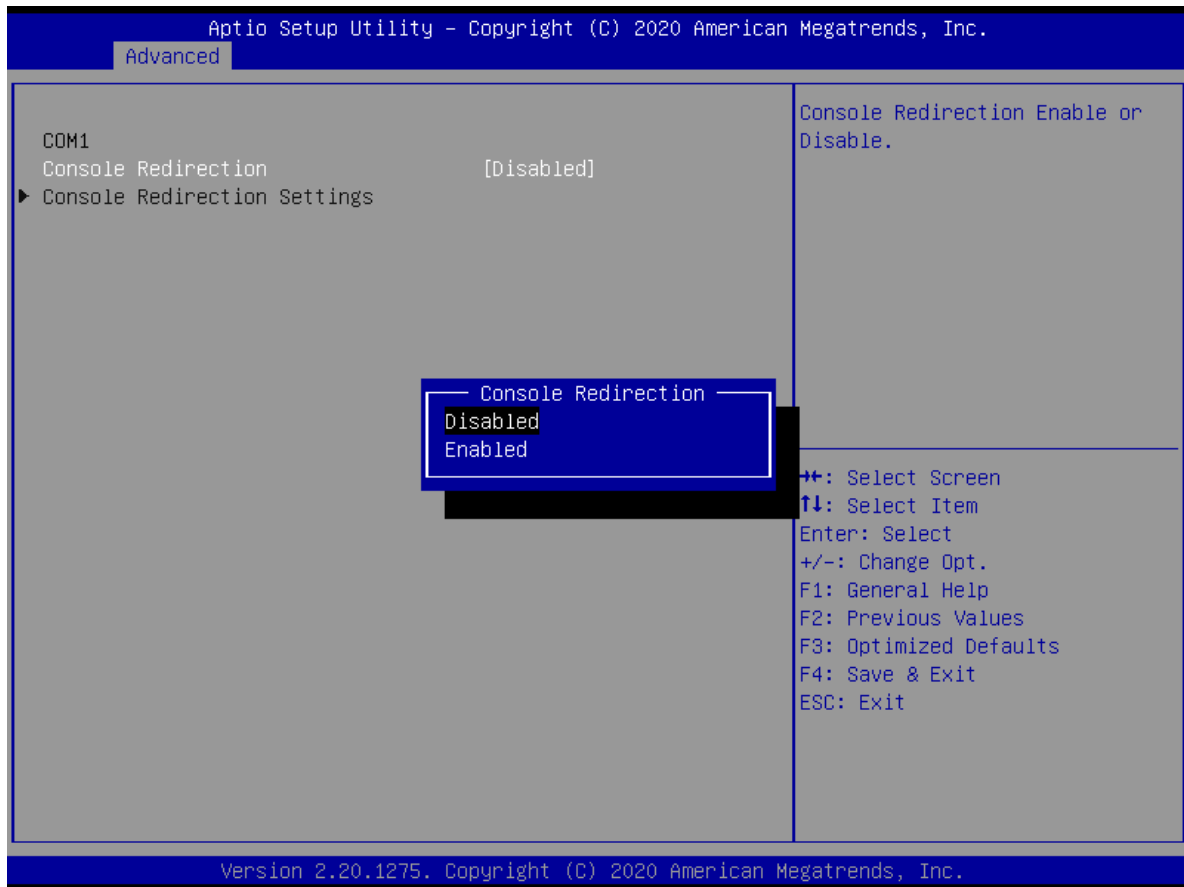 Aptio Setup Utility – Copyright (C) 2020 American Megatrends, Inc.
Advanced
COM1
Console Redirection [Disabled]
▶ Console Redirection Settings
Console Redirection Enable or
Disable.
Console Redirection
Disabled
Enabled
→←: Select Screen
↑↓: Select Item
Enter: Select
+/-: Change Opt.
F1: General Help
F2: Previous Values
F3: Optimized Defaults
F4: Save & Exit
ESC: Exit
Version 2.20.1275. Copyright (C) 2020 American Megatrends, Inc.